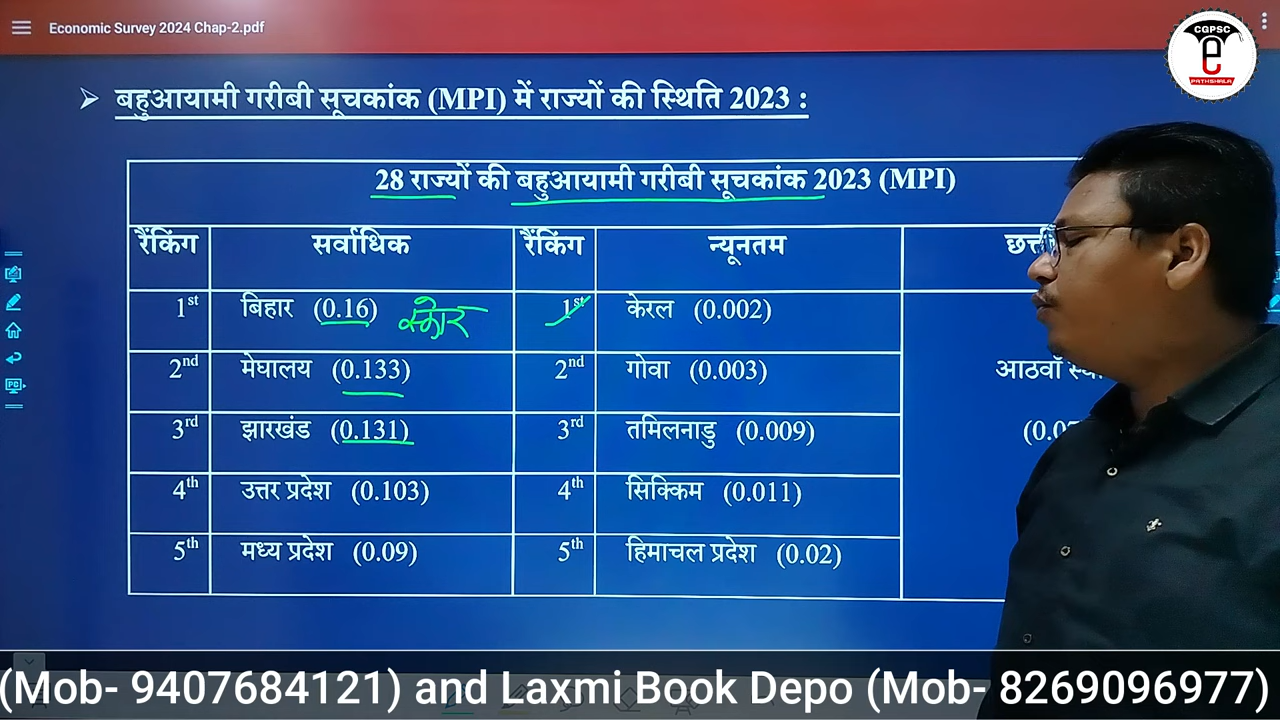 Economic Survey 2024 Chap-2.pdf
CGPSC
e
PATHSHALA
बहुआयामी गरीबी सूचकांक (MPI) में राज्यों की स्थिति 2023 :
28 राज्यों की बहुआयामी गरीबी सूचकांक 2023 (MPI)
रैंकिंग सर्वाधिक रैंकिंग न्यूनतम
1st बिहार (0.16) स्कोर 1st केरल (0.002)
2nd मेघालय (0.133) 2nd गोवा (0.003) आठवाँ
3rd झारखंड (0.131) 3rd तमिलनाडु (0.009)
4th उत्तर प्रदेश (0.103) 4th सिक्किम (0.011)
5th मध्य प्रदेश (0.09) 5th हिमाचल प्रदेश (0.02)
(Mob- 9407684121) and Laxmi Book Depo (Mob- 8269096977)